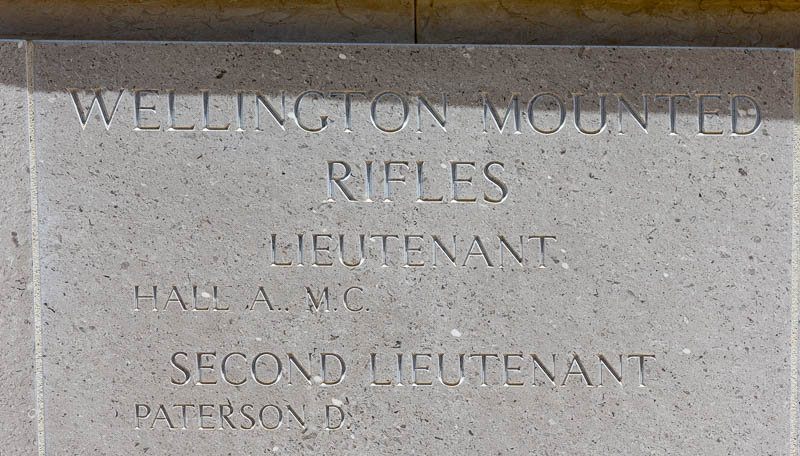 WELLINGTON MOUNTED
RIFLES
LIEUTENANT
HALL A., M.C.
SECOND LIEUTENANT
PATERSON D.